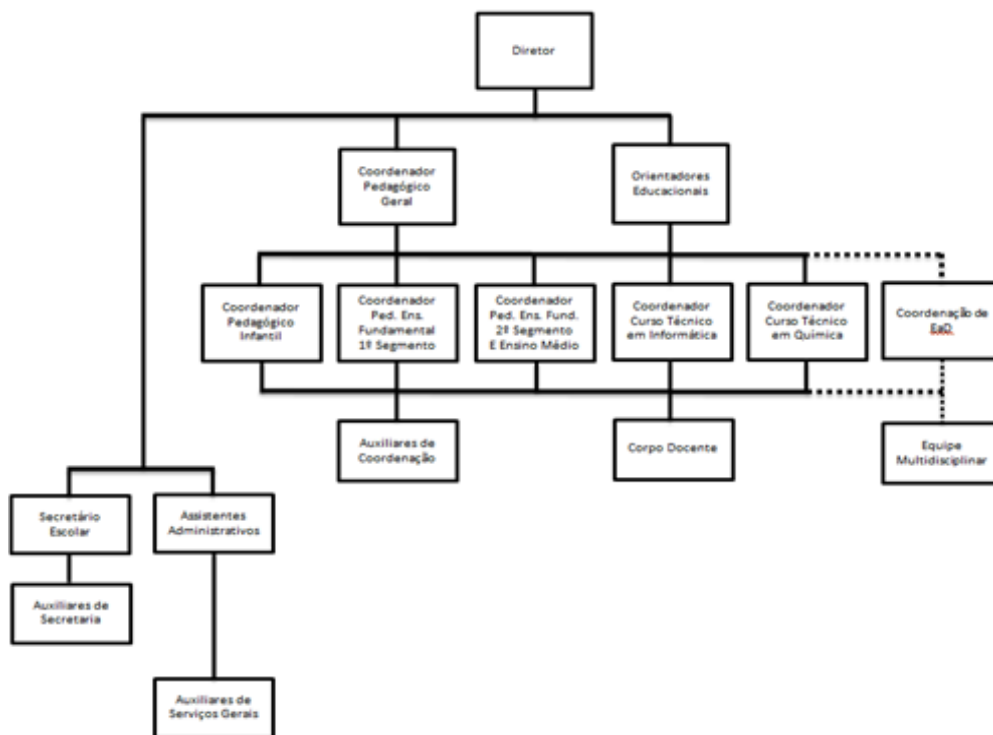 Diretor
Coordenador
Pedagógico
Geral
Orientadores
Educacionais
Coordenador
Pedagógico
Infantil
Coordenador
Ped. Ens.
Fundamental
1º Segmento
Coordenador
Ped. Ens. Fund.
2º Segmento
E Ensino Médio
Coordenador
Curso Técnico
em Informática
Coordenador
Curso Técnico
em Química
Coordenação de
EaD
Auxiliares de
Coordenação
Corpo Docente
Equipe
Multidisciplinar
Secretário
Escolar
Assistentes
Administrativos
Auxiliares de
Secretaria
Auxiliares de
Serviços Gerais